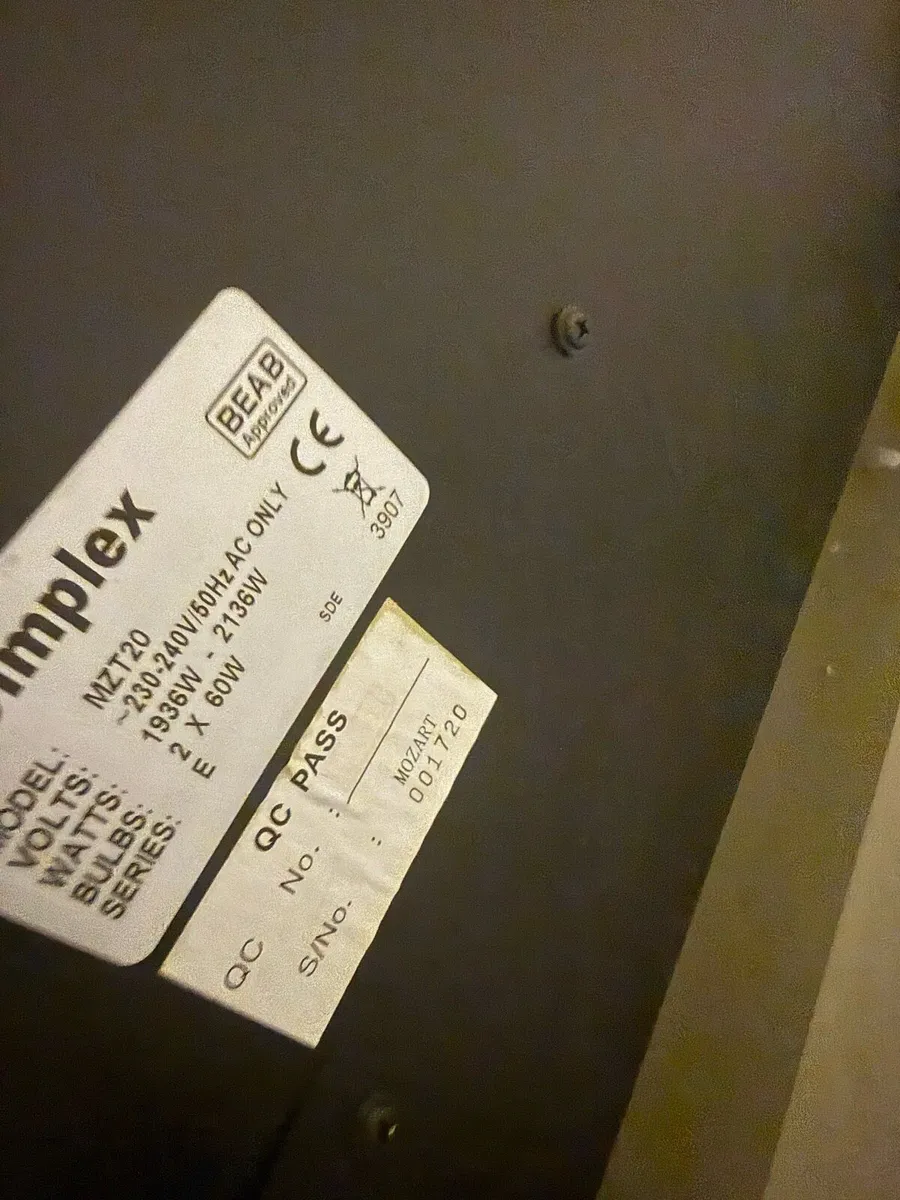 implex
BEAB
Approved
CE
3907
MODEL: MZT20
VOLTS: ~230-240V/50Hz AC ONLY
WATTS: 1936W - 2136W
BULBS: 2 X 60W
SERIES: E
SDE
QC PASS
QC No. :
MOZART
S/No. : 001720